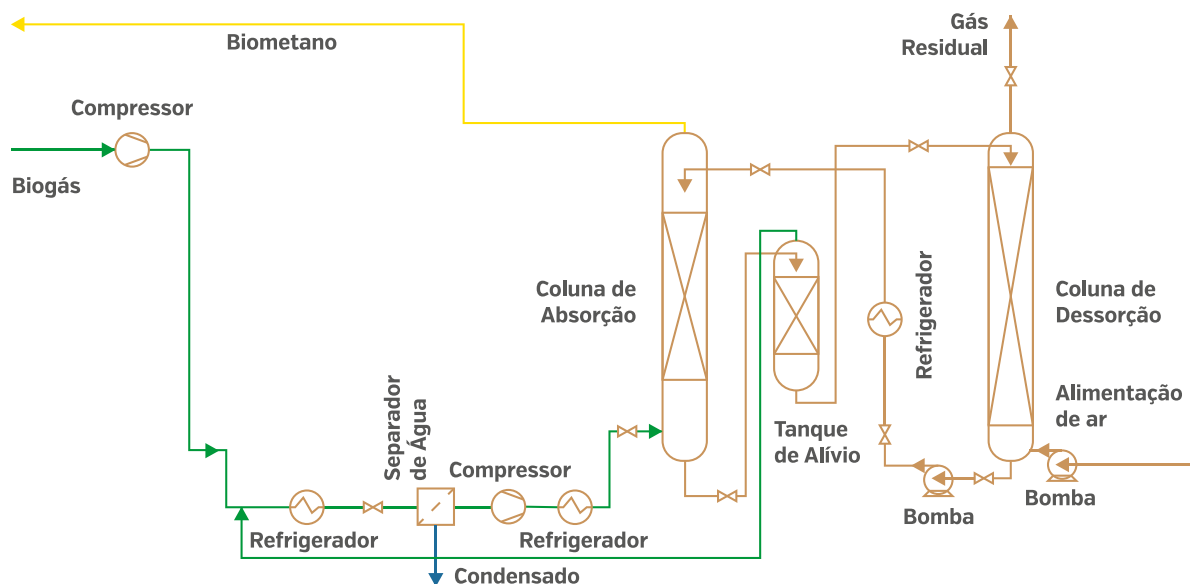 Gás
Residual
Biometano
Compressor
Biogás
Coluna de
Absorção
Refrigerador
Coluna de
Dessorção
Separador
de Água
Alimentação
de ar
Tanque
de Alívio
Compressor
Bomba
Bomba
Refrigerador
Refrigerador
Condensado